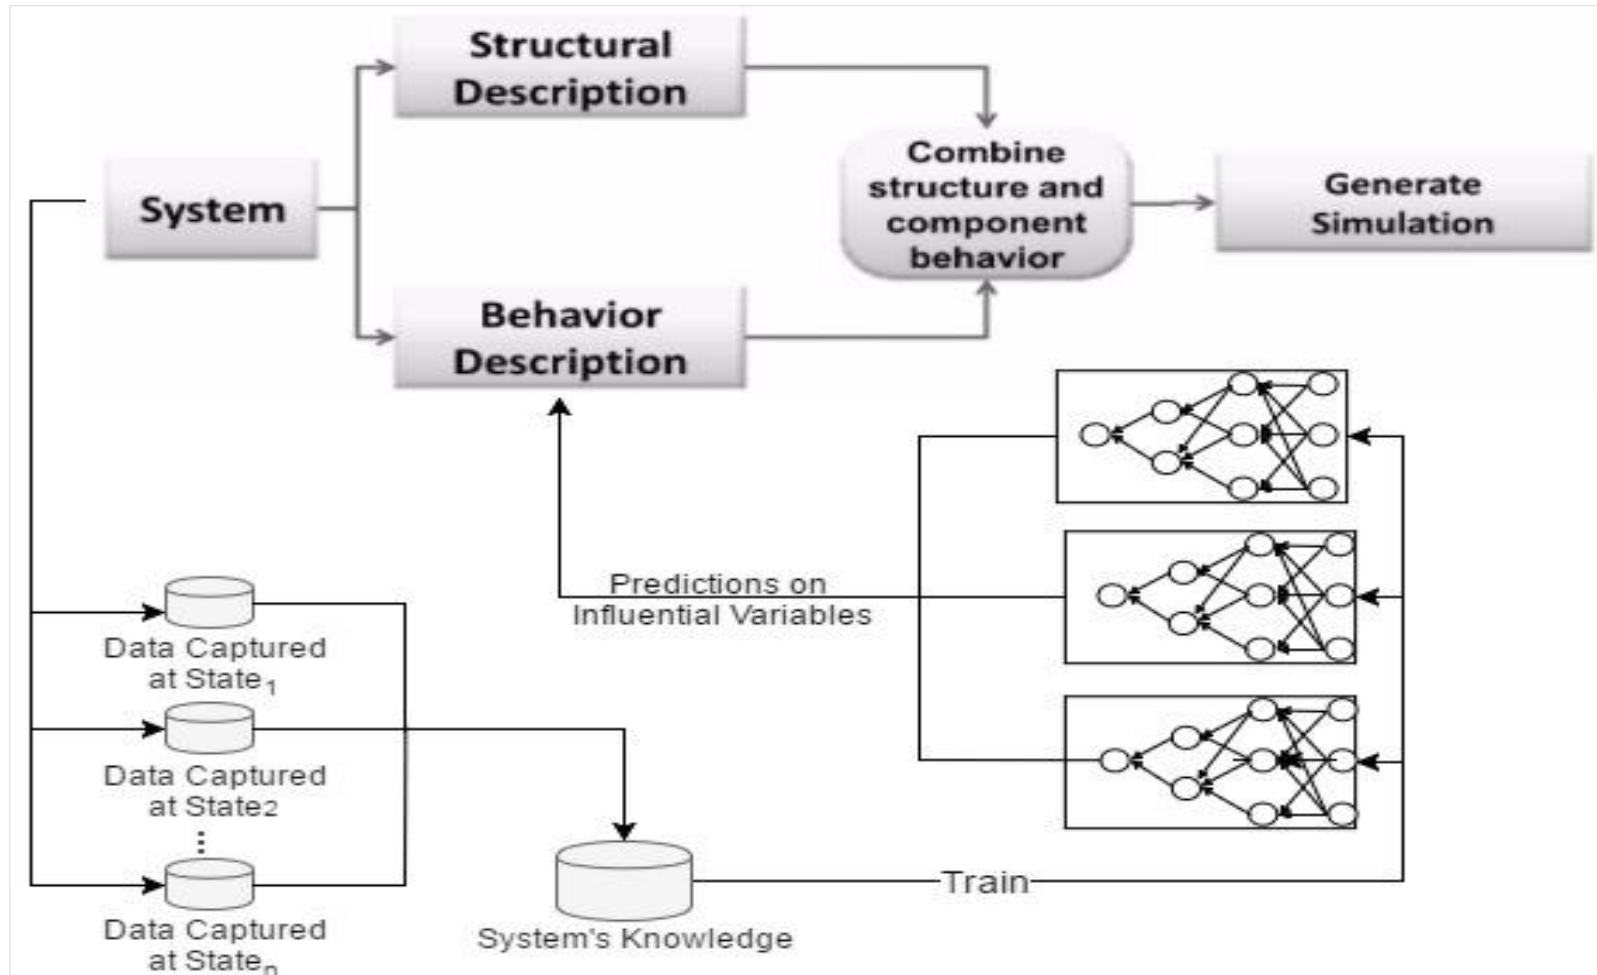 Structural
Description
System
Combine
structure and
component
behavior
Generate
Simulation
Behavior
Description
Predictions on
Influential Variables
Data Captured
at State1
Data Captured
at State2
⋮
Data Captured
at Staten
System's Knowledge
Train